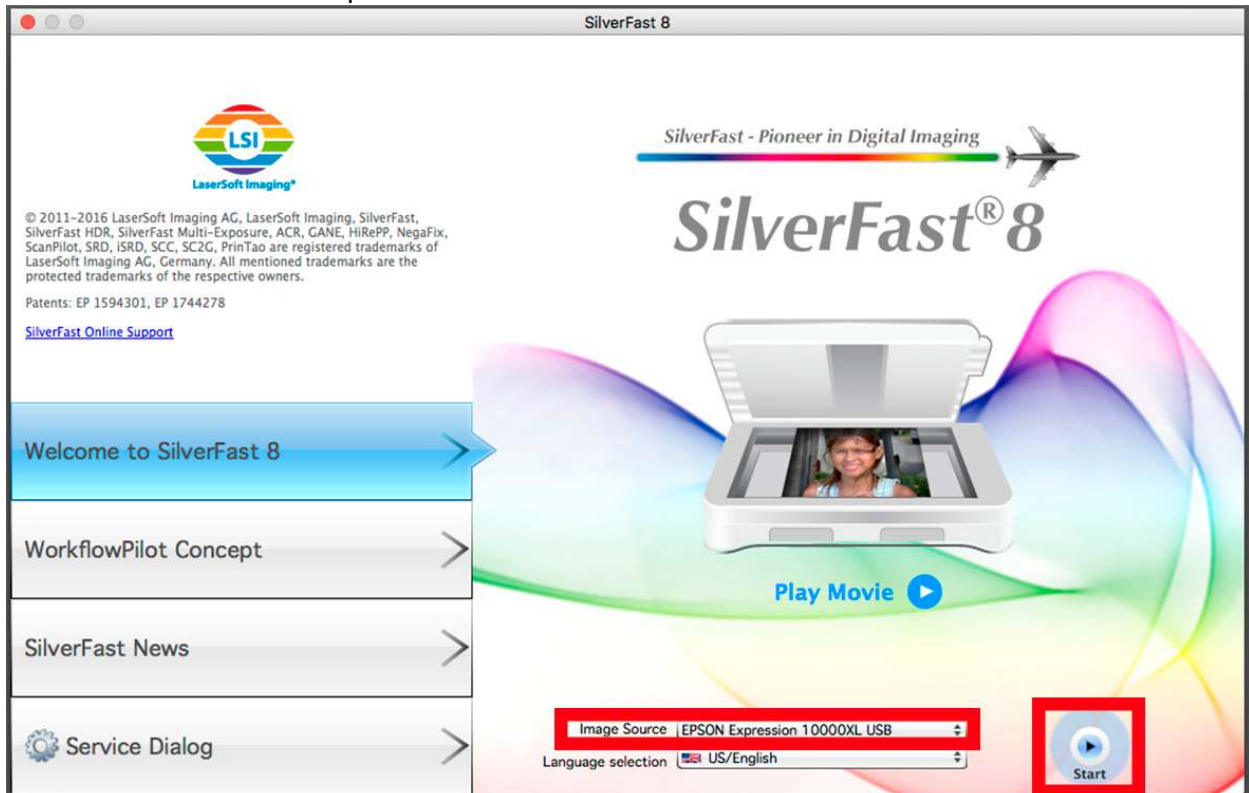 SilverFast 8
LSI
LaserSoft Imaging®
© 2011-2016 LaserSoft Imaging AG, LaserSoft Imaging, SilverFast,
SilverFast HDR, SilverFast Multi-Exposure, ACR, GANE, HiRePP, NegaFix,
ScanPilot, SRD, iSRD, SCC, SC2G, PrinTao are registered trademarks of
LaserSoft Imaging AG, Germany. All mentioned trademarks are the
protected trademarks of the respective owners.
Patents: EP 1594301, EP 1744278
SilverFast Online Support
Welcome to SilverFast 8
WorkflowPilot Concept
SilverFast News
Service Dialog
SilverFast - Pioneer in Digital Imaging
SilverFast®8
Play Movie
Image Source EPSON Expression 10000XL USB
Language selection US/English
Start